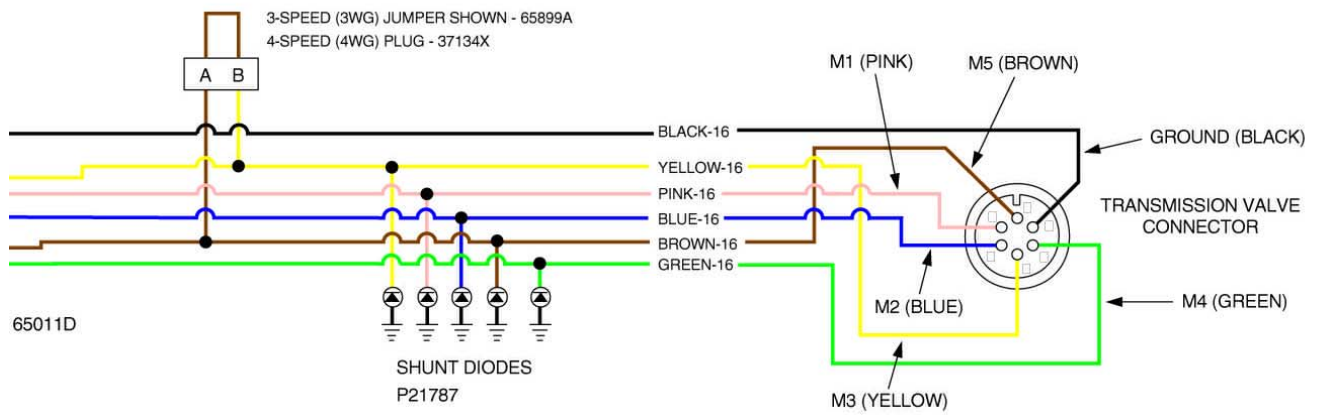 3-SPEED (3WG) JUMPER SHOWN - 65899A
4-SPEED (4WG) PLUG - 37134X
A B
M1 (PINK)
M5 (BROWN)
BLACK-16
GROUND (BLACK)
YELLOW-16
PINK-16
BLUE-16
BROWN-16
GREEN-16
TRANSMISSION VALVE
CONNECTOR
M2 (BLUE)
M4 (GREEN)
65011D
SHUNT DIODES
P21787
M3 (YELLOW)